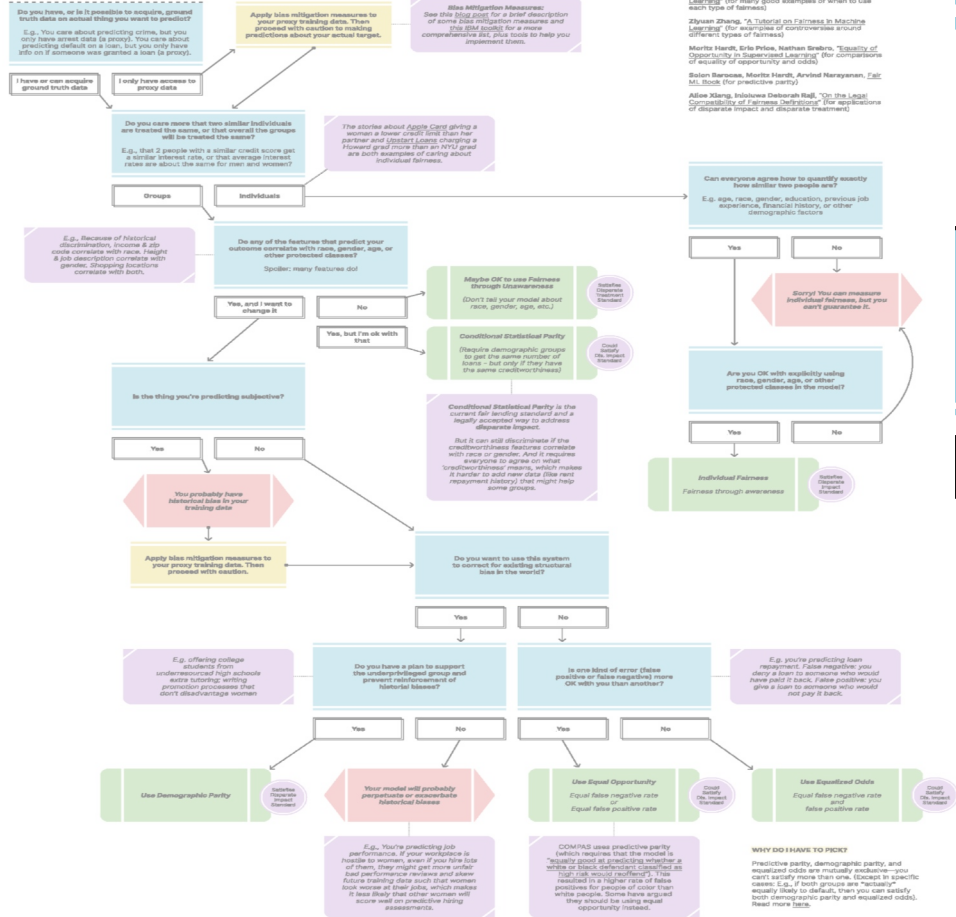 Do you have, or is it possible to acquire, ground
truth data on actual thing you want to predict?
E.g., You care about predicting crime, but you
only have arrest data (a proxy). You care about
predicting default on a loan, but you only have
info on if someone was granted a loan (a proxy).
I have or can acquire
ground truth data
I only have access to
proxy data
Apply bias mitigation measures to
your proxy training data. Then
proceed with caution to making
predictions about your actual target.
Bias Mitigation Measures:
See this blog post for a brief description
of some bias mitigation measures and
this IBM toolkit for a more
comprehensive list, plus tools to help you
implement them.
each type of fairness)
Ziyuan Zhang, "A Tutorial on Fairness in Machine
Learning" (for examples of controversies around
different types of fairness)
Moritz Hardt, Eric Price, Nathan Srebro, "Equality of
Opportunity in Supervised Learning" (for comparisons
of equality of opportunity and odds)
Solon Barocas, Moritz Hardt, Arvind Narayanan, Fair
ML Book (for predictive parity)
Alice Xiang, Inioluwa Deborah Raji, "On the Legal
Compatibility of Fairness Definitions" (for applications
of disparate impact and disparate treatment)
Do you care more that two similar individuals
are treated the same, or that overall the groups
will be treated the same?
E.g., that 2 people with a similar credit score get
a similar interest rate, or that average interest
rates are about the same for men and women?
The stories about Apple Card giving a
woman a lower credit limit than her
partner and Upstart Loans charging a
Howard grad more than an NYU grad
are both examples of caring about
individual fairness.
Groups
Individuals
Can everyone agree how to quantify exactly
how similar two people are?
E.g. age, race, gender, education, previous job
experience, financial history, or other
demographic factors
Yes
No
Sorry! You can measure
individual fairness, but you
can't guarantee it.
Are you OK with explicitly using
race, gender, age, or other
protected classes in the model?
Yes
No
Individual Fairness
Fairness through awareness
Satisfies
Disparate
Impact
Standard
E.g., Because of historical
discrimination, income & zip
code correlate with race. Height
& job description correlate with
gender. Shopping locations
correlate with both.
Do any of the features that predict your
outcome correlate with race, gender, age, or
other protected classes?
Spoiler: many features do!
Yes, and I want to
change it
No
Yes, but I'm ok with
that
Maybe OK to use Fairness
through Unawareness
(Don't tell your model about
race, gender, age, etc.)
Satisfies
Disparate
Treatment
Standard
Conditional Statistical Parity
(Require demographic groups
to get the same number of
loans - but only if they have
the same creditworthiness)
Could
Satisfy
Dis. Impact
Standard
Conditional Statistical Parity is the
current fair lending standard and a
legally accepted way to address
disparate impact.
But it can still discriminate if the
creditworthiness features correlate
with race or gender. And it requires
everyone to agree on what
'creditworthiness' means, which makes
it harder to add new data (like rent
repayment history) that might help
some groups.
Is the thing you're predicting subjective?
Yes
No
You probably have
historical bias in your
training data
Apply bias mitigation measures to
your proxy training data. Then
proceed with caution.
Do you want to use this system
to correct for existing structural
bias in the world?
Yes
No
E.g. offering college
students from
underresourced high schools
extra tutoring; writing
promotion processes that
don't disadvantage women
Do you have a plan to support
the underprivileged group and
prevent reinforcement of
historial biases?
Is one kind of error (false
positive or false negative) more
OK with you than another?
E.g. you're predicting loan
repayment. False negative: you
deny a loan to someone who would
have paid it back. False positive: you
give a loan to someone who would
not pay it back.
Yes
No
Yes
No
Use Demographic Parity
Satisfies
Disparate
Impact
Standard
Your model will probably
perpetuate or exacerbate
historical biases
Use Equal Opportunity
Equal false negative rate
or
Equal false positive rate
Could
Satisfy
Dis. Impact
Standard
Use Equalized Odds
Equal false negative rate
and
false positive rate
Could
Satisfy
Dis. Impact
Standard
E.g., You're predicting job
performance. If your workplace is
hostile to women, even if you hire lots
of them, they might get more unfair
bad performance reviews and skew
future training data such that women
look worse at their jobs, which makes
it less likely that other women will
score well on predictive hiring
assessments.
COMPAS uses predictive parity
(which requires that the model is
"equally good at predicting whether a
white or black defendant classified as
high risk would reoffend"). This
resulted in a higher rate of false
positives for people of color than
white people. Some have argued
they should be using equal
opportunity instead.
WHY DO I HAVE TO PICK?
Predictive parity, demographic parity, and
equalized odds are mutually exclusive—you
can't satisfy more than one. (Except in specific
cases: E.g., if both groups are *actually*
equally likely to default, then you can satisfy
both demographic parity and equalized odds).
Read more here.